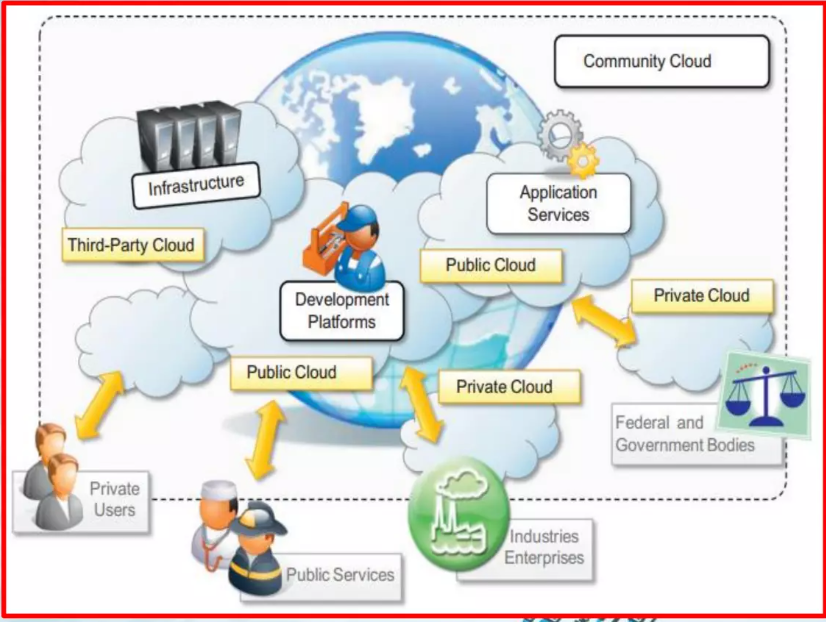 Community Cloud
Infrastructure
Application
Services
Third-Party Cloud
Public Cloud
Development
Platforms
Private Cloud
Public Cloud
Private Cloud
Federal and
Government Bodies
Private
Users
Industries
Enterprises
Public Services